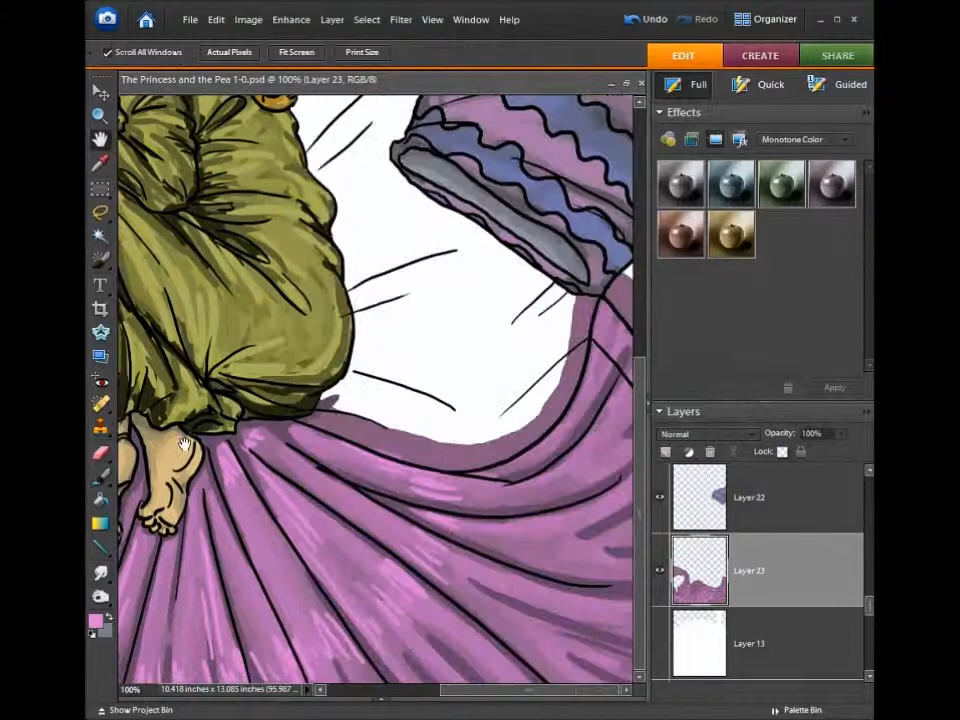 File Edit Image Enhance Layer Select Filter View Window Help Undo Redo Organizer
Scroll All Windows Actual Pixels Fit Screen Print Size EDIT CREATE SHARE
The Princess and the Pea 1-0.psd @ 100% (Layer 23, RGB/8) Full Quick Guided
Effects
Monotone Color
Apply
Layers
Normal Opacity: 100%
Lock:
Layer 22
Layer 23
Layer 13
100% 10.418 inches x 13.085 inches (95.987 ...
Show Project Bin Palette Bin